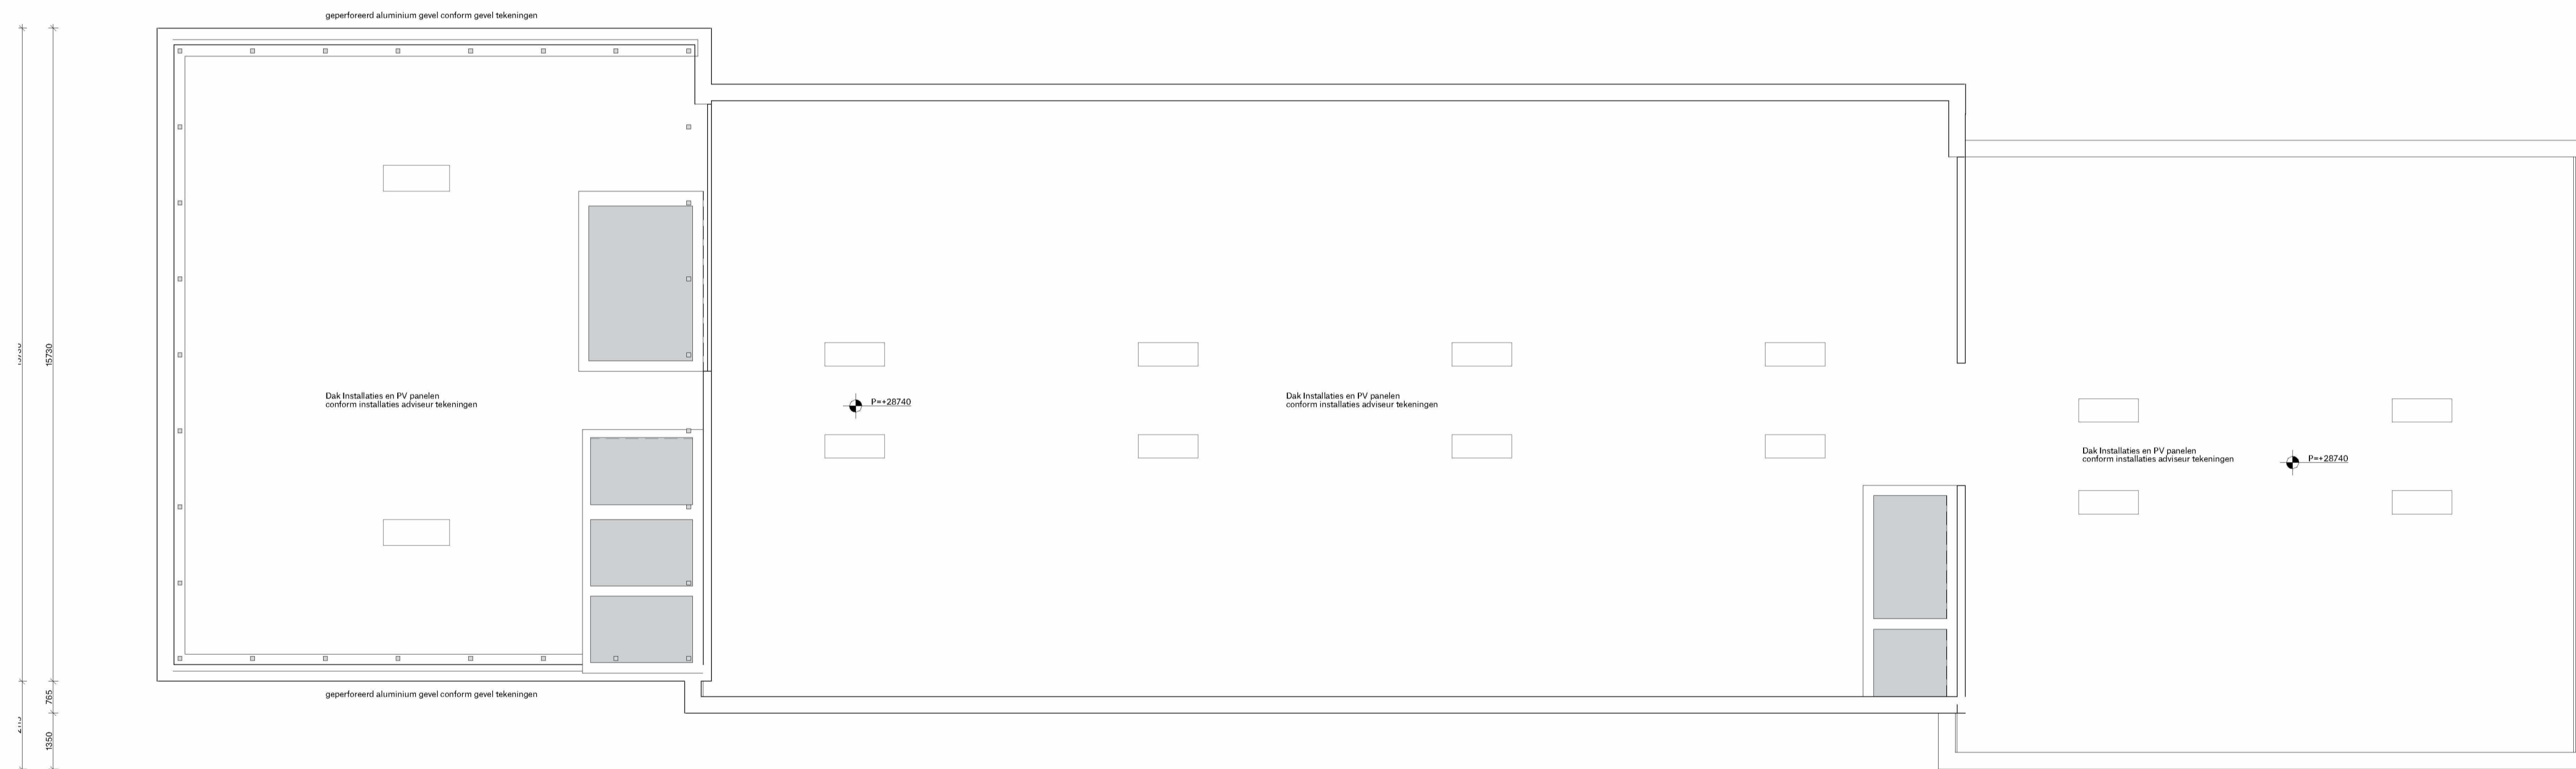 geperforeerd aluminium gevel conform gevel tekeningen
15730
Dak Installaties en PV panelen
conform installaties adviseur tekeningen
P=+28740
Dak Installaties en PV panelen
conform installaties adviseur tekeningen
Dak Installaties en PV panelen
conform installaties adviseur tekeningen
P=+28740
geperforeerd aluminium gevel conform gevel tekeningen
765
1350